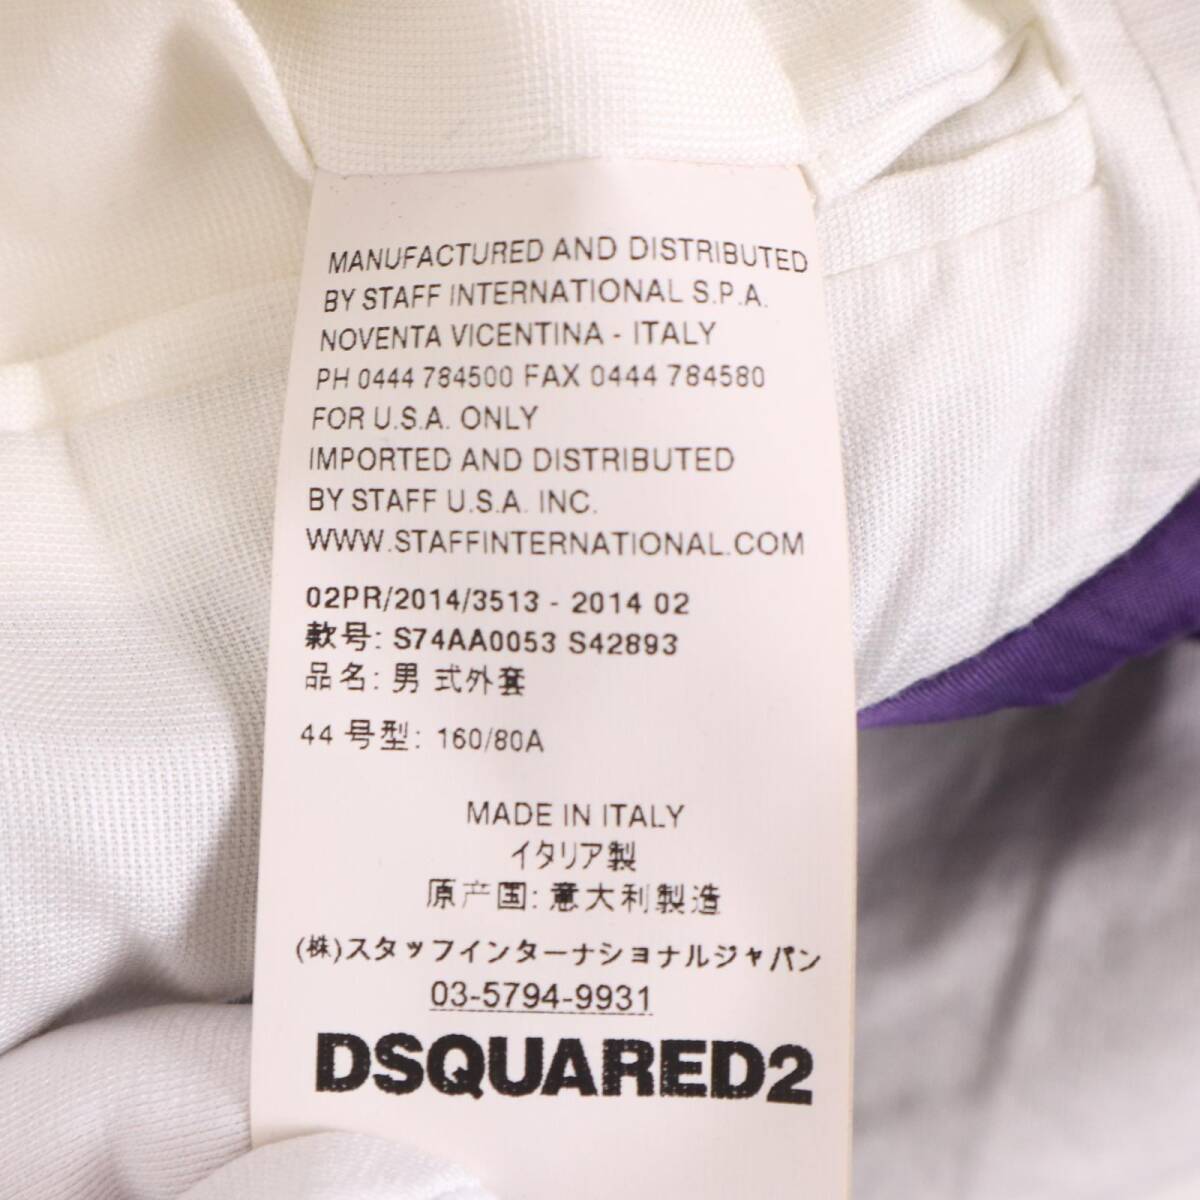 MANUFACTURED AND DISTRIBUTED
BY STAFF INTERNATIONAL S.P.A.
NOVENTA VICENTINA - ITALY
PH 0444 784500 FAX 0444 784580
FOR U.S.A. ONLY
IMPORTED AND DISTRIBUTED
BY STAFF U.S.A. INC.
WWW.STAFFINTERNATIONAL.COM
02PR/2014/3513 - 2014 02
款号: S74AA0053 S42893
品名: 男 式外套
44 号型: 160/80A
MADE IN ITALY
イタリア製
原产国: 意大利製造
(株)スタッフインターナショナルジャパン
03-5794-9931
DSQUARED2